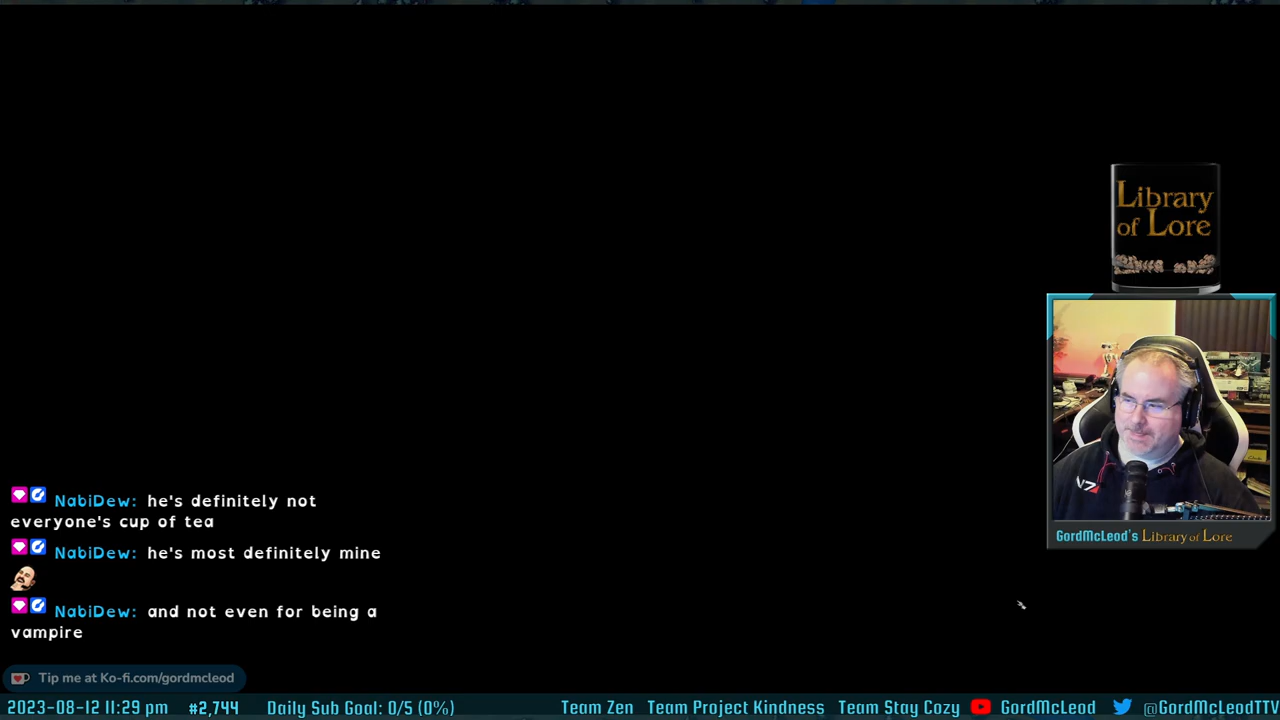 Library
of Lore
NabiDew: he's definitely not
everyone's cup of tea
NabiDew: he's most definitely mine
NabiDew: and not even for being a
vampire
N7
GordMcLeod's Library of Lore
Tip me at Ko-fi.com/gordmcleod
2023-08-12 11:29 pm #2,744 Daily Sub Goal: 0/5 (0%) Team Zen Team Project Kindness Team Stay Cozy GordMcLeod @GordMcLeodTTV